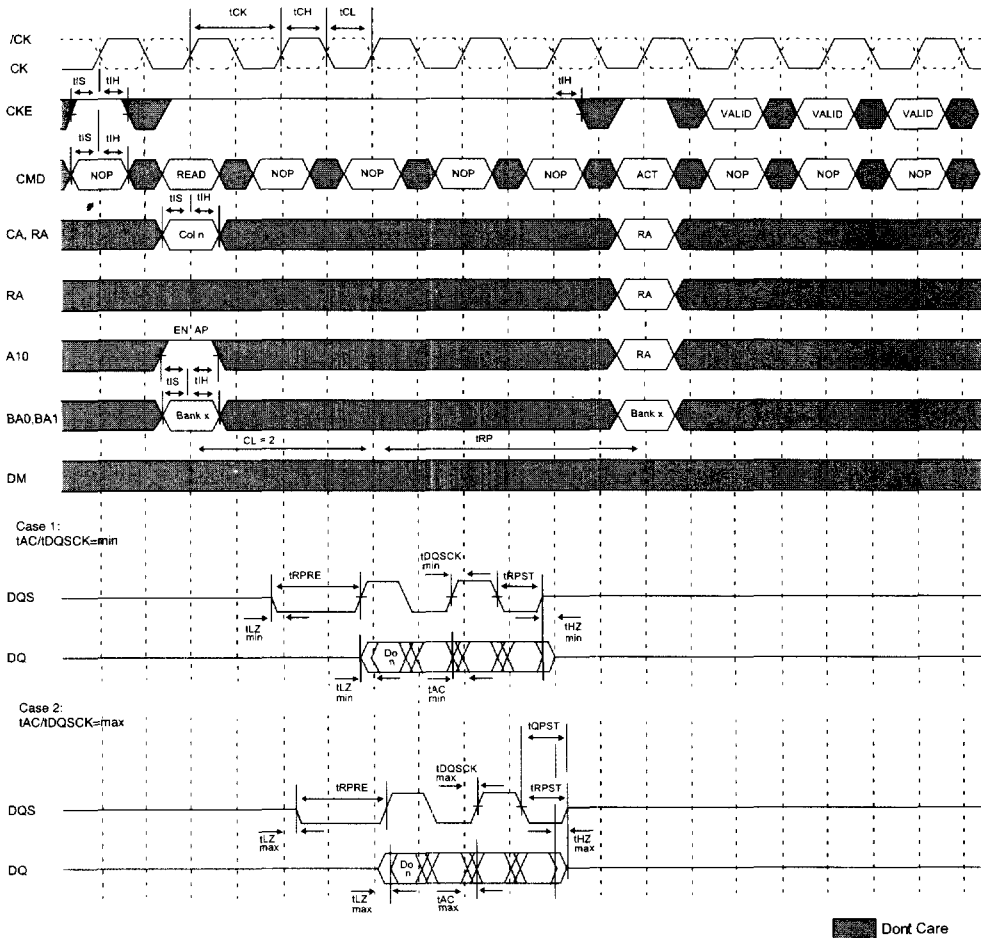 tCK tCH tCL
/CK
CK
tIS tIH tIH
CKE VALID VALID VALID
tIS tIH
CMD NOP READ NOP NOP NOP NOP ACT NOP NOP NOP
tIS tIH
CA, RA Col n RA
RA RA
EN AP
A10 RA
tIS tIH
BA0,BA1 Bank x Bank x
CL = 2 tRP
DM
Case 1:
tAC/tDQSCK=min
tRPRE tDQSCK min tRPST
DQS
tLZ min tHZ min
DQ Do n
tLZ min tAC min
Case 2:
tAC/tDQSCK=max
tQPST
tRPRE tDQSCK max tRPST
DQS
tLZ max tHZ max
DQ Do n
tLZ max tAC max
Dont Care